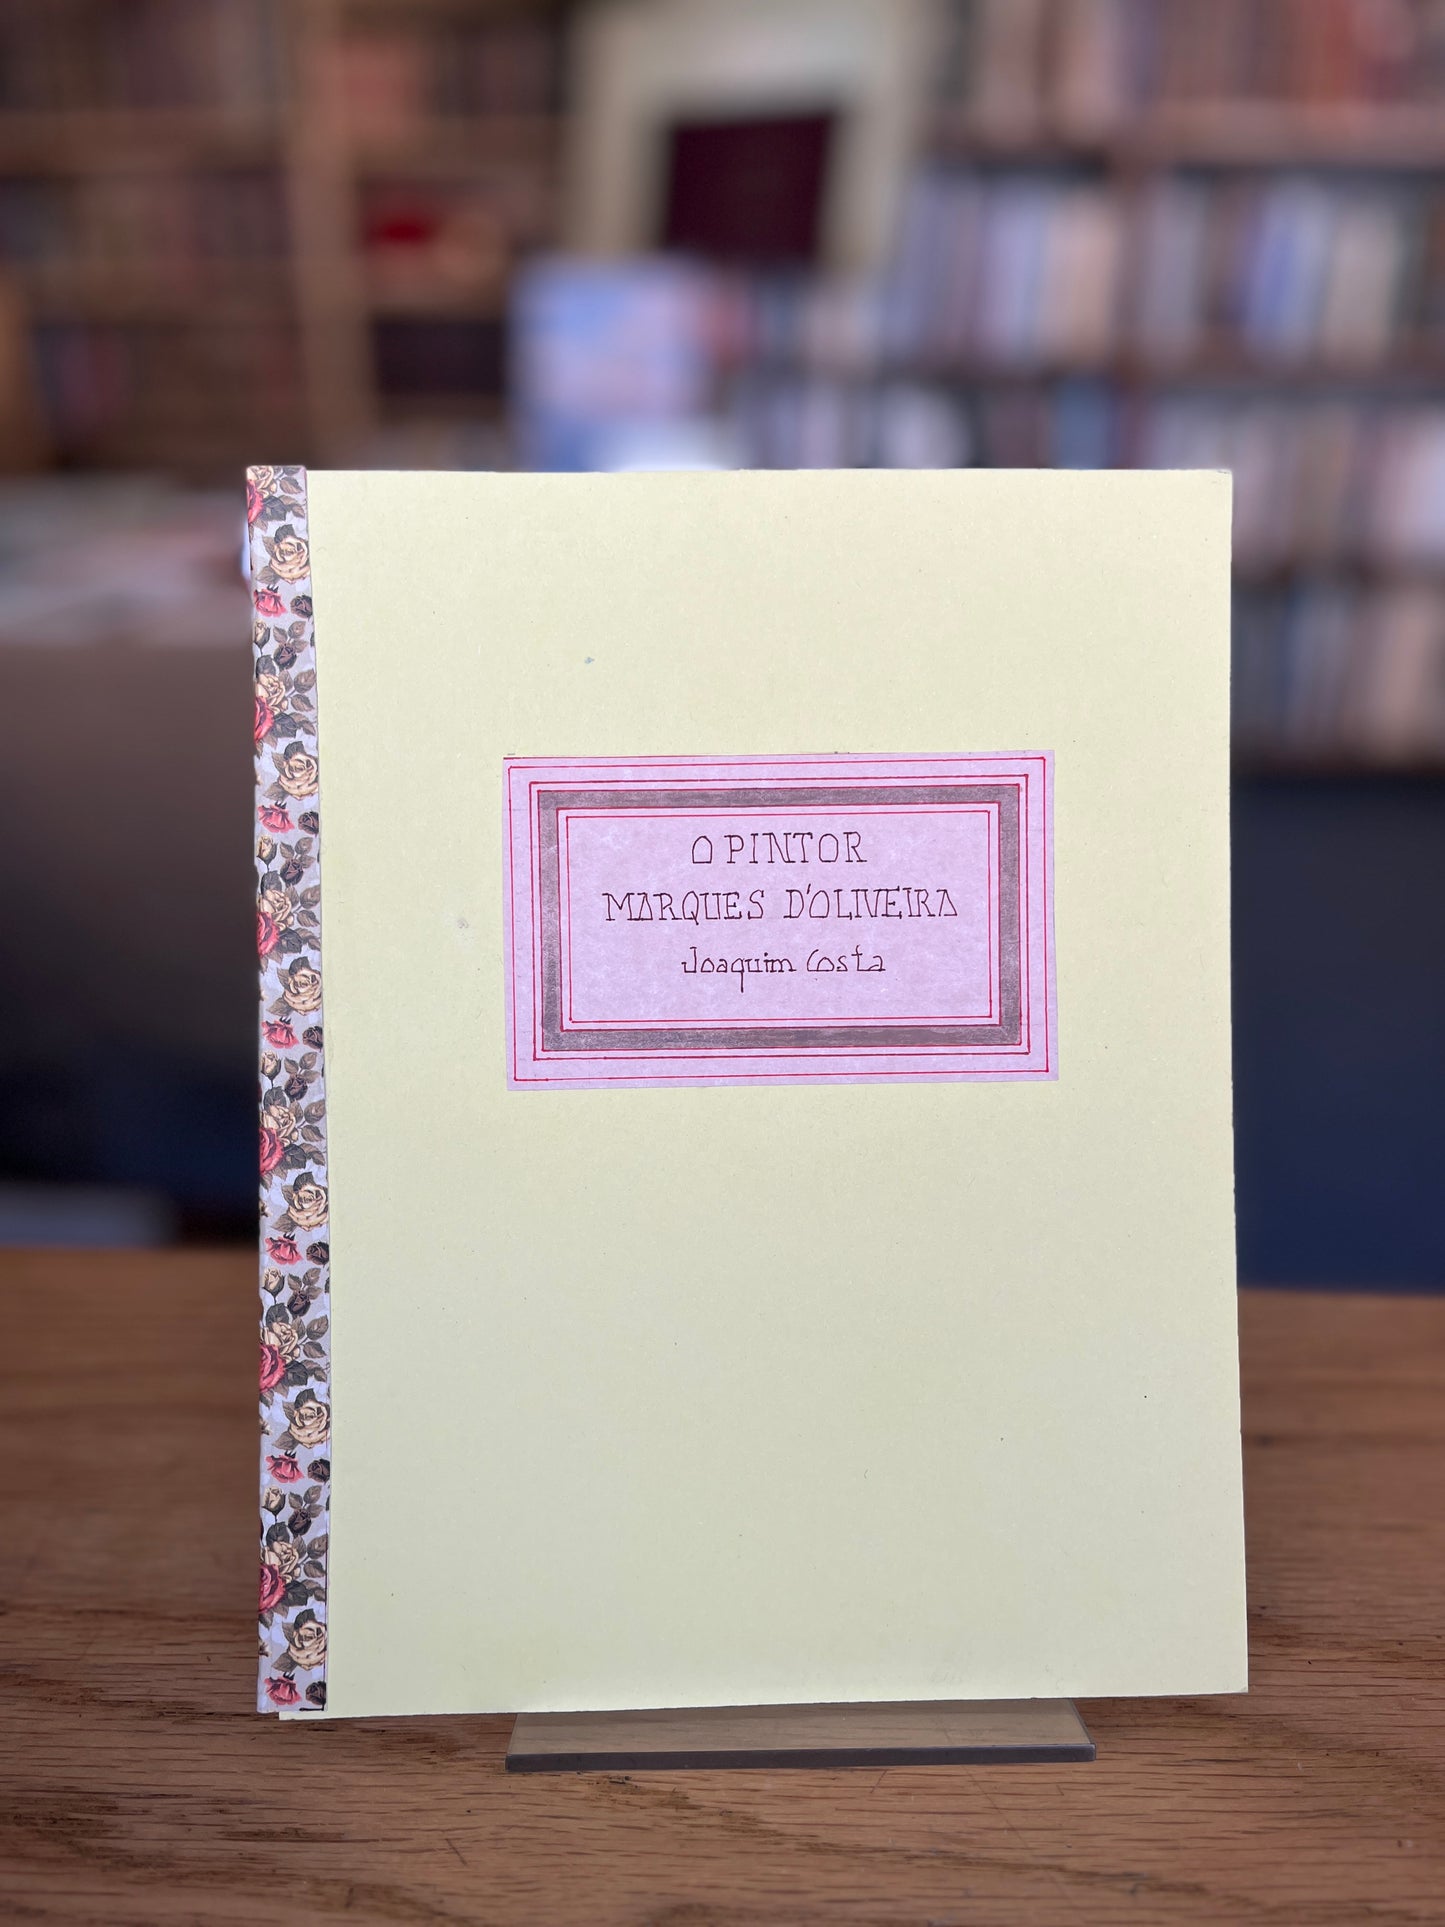 O PINTOR
MARQUES D'OLIVEIRA
Joaquim Costa